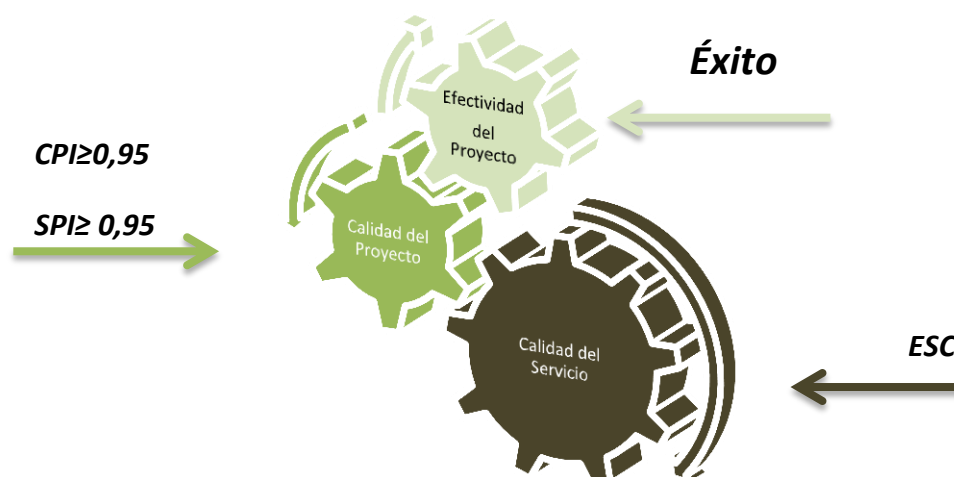 Éxito
Efectividad
del
Proyecto
CPI≥0,95
SPI≥ 0,95
Calidad del
Proyecto
Calidad del
Servicio
ESC